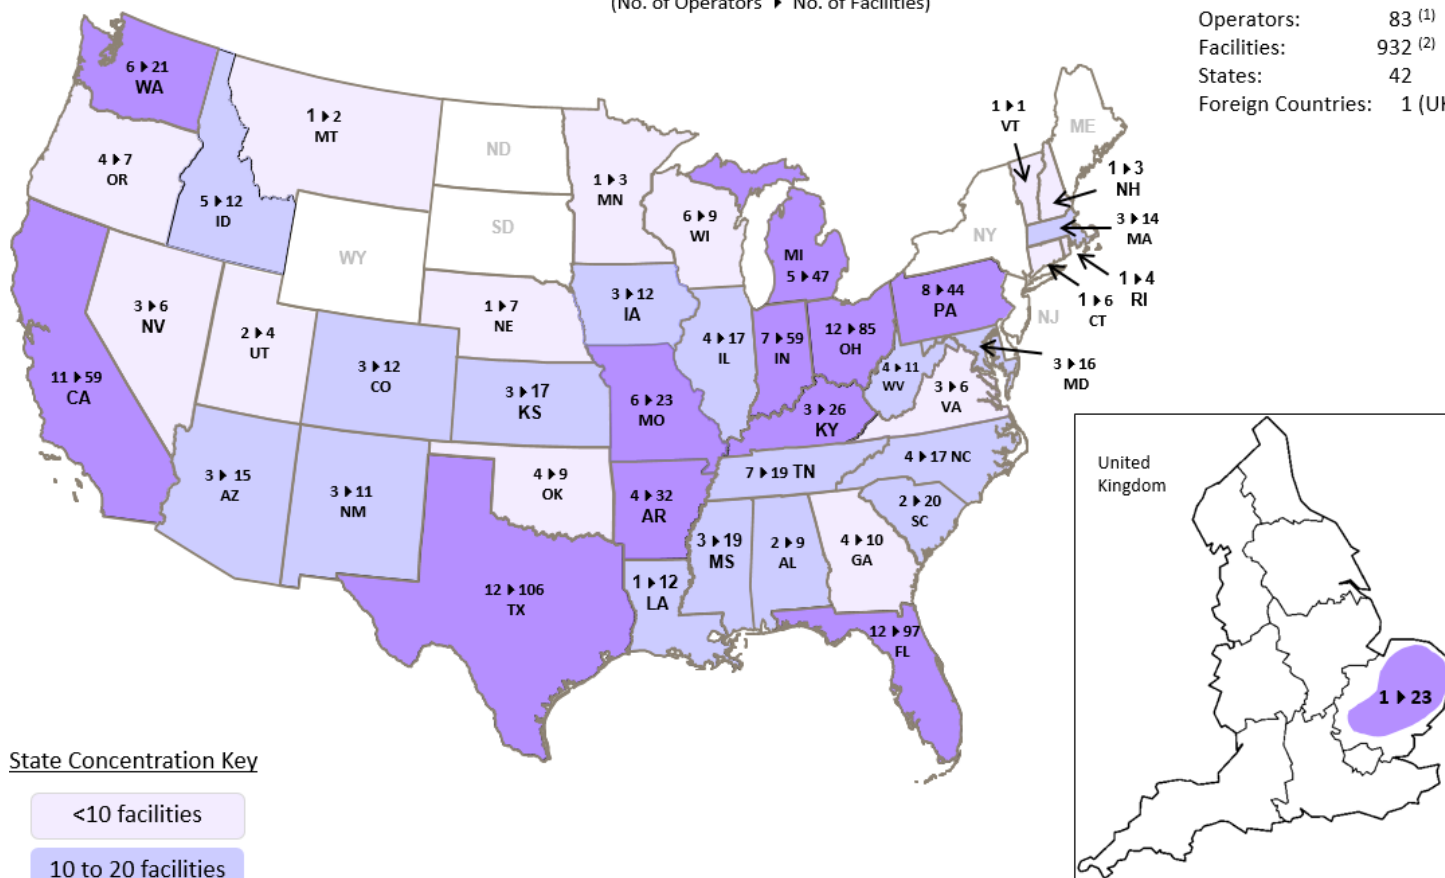 (No. of Operators ▶ No. of Facilities)
Operators: 83 (1)
Facilities: 932 (2)
States: 42
Foreign Countries: 1
6 ▶ 21
WA
1 ▶ 2
MT
ND
4 ▶ 7
OR
5 ▶ 12
ID
1 ▶ 3
MN
6 ▶ 9
WI
1 ▶ 1
VT
ME
1 ▶ 3
NH
3 ▶ 14
MA
1 ▶ 4
RI
1 ▶ 6
CT
SD
WY
NY
MI
5 ▶ 47
3 ▶ 6
NV
2 ▶ 4
UT
1 ▶ 7
NE
3 ▶ 12
IA
8 ▶ 44
PA
NJ
3 ▶ 16
MD
11 ▶ 59
CA
3 ▶ 12
CO
3 ▶ 17
KS
6 ▶ 23
MO
4 ▶ 17
IL
7 ▶ 59
IN
12 ▶ 85
OH
4 ▶ 11
WV
3 ▶ 6
VA
3 ▶ 26
KY
3 ▶ 15
AZ
3 ▶ 11
NM
4 ▶ 9
OK
4 ▶ 32
AR
7 ▶ 19 TN
4 ▶ 17 NC
2 ▶ 20
SC
3 ▶ 19
MS
2 ▶ 9
AL
4 ▶ 10
GA
12 ▶ 106
TX
1 ▶ 12
LA
12 ▶ 97
FL
United
Kingdom
1 ▶ 23
State Concentration Key
<10 facilities
10 to 20 facilities